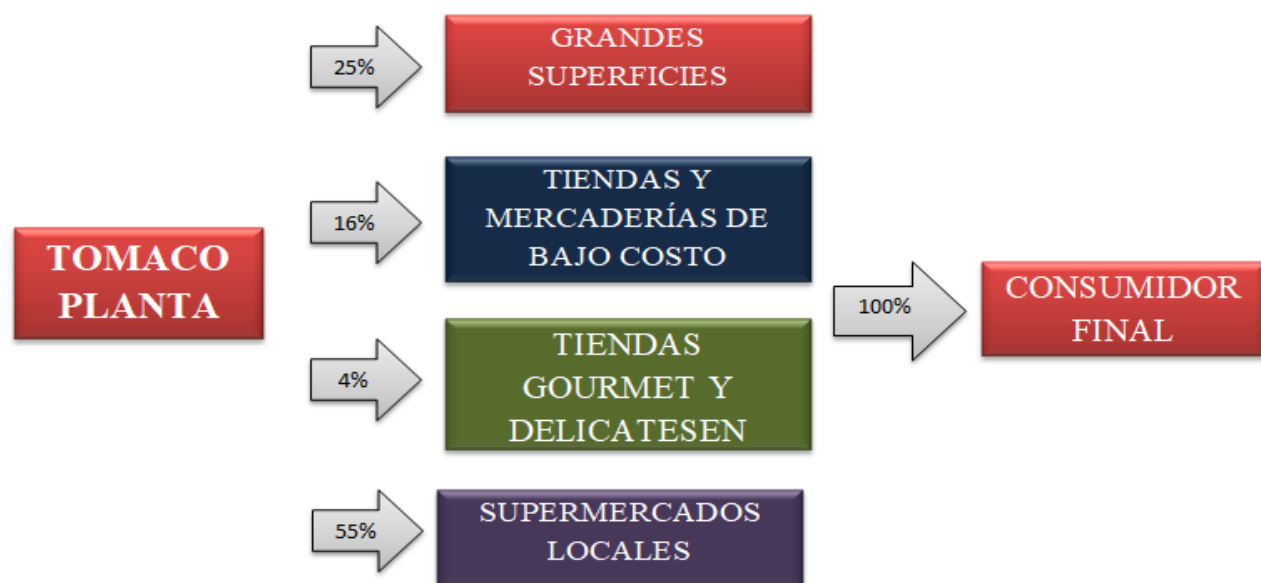 TOMACO
PLANTA
25%
GRANDES
SUPERFICIES
16%
TIENDAS Y
MERCADERÍAS DE
BAJO COSTO
4%
TIENDAS
GOURMET Y
DELICATESEN
55%
SUPERMERCADOS
LOCALES
100%
CONSUMIDOR
FINAL